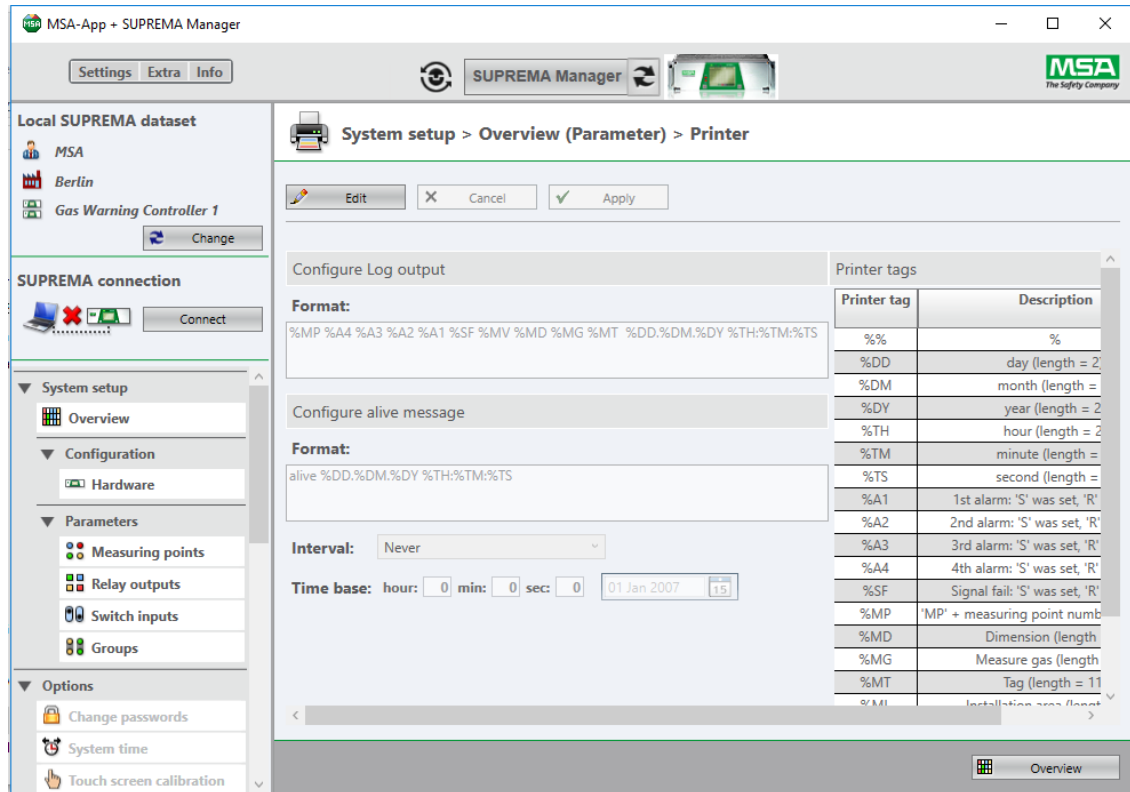 MSA-App + SUPREMA Manager
Settings Extra Info
SUPREMA Manager
MSA
The Safety Company
Local SUPREMA dataset
MSA
Berlin
Gas Warning Controller 1
Change
SUPREMA connection
Connect
System setup
Overview
Configuration
Hardware
Parameters
Measuring points
Relay outputs
Switch inputs
Groups
Options
Change passwords
System time
Touch screen calibration
System setup > Overview (Parameter) > Printer
Edit Cancel Apply
Configure Log output
Format:
%MP %A4 %A3 %A2 %A1 %SF %MV %MD %MG %MT %DD.%DM.%DY %TH:%TM:%TS
Configure alive message
Format:
alive %DD.%DM.%DY %TH:%TM:%TS
Interval: Never
Time base: hour: 0 min: 0 sec: 0 01 Jan 2007 15
Printer tags
Printer tag Description
%% %
%DD day (length = 2)
%DM month (length =
%DY year (length = 2
%TH hour (length = 2
%TM minute (length =
%TS second (length =
%A1 1st alarm: 'S' was set, 'R'
%A2 2nd alarm: 'S' was set, 'R'
%A3 3rd alarm: 'S' was set, 'R'
%A4 4th alarm: 'S' was set, 'R'
%SF Signal fail: 'S' was set, 'R'
%MP 'MP' + measuring point numb
%MD Dimension (length
%MG Measure gas (length
%MT Tag (length = 11
Overview